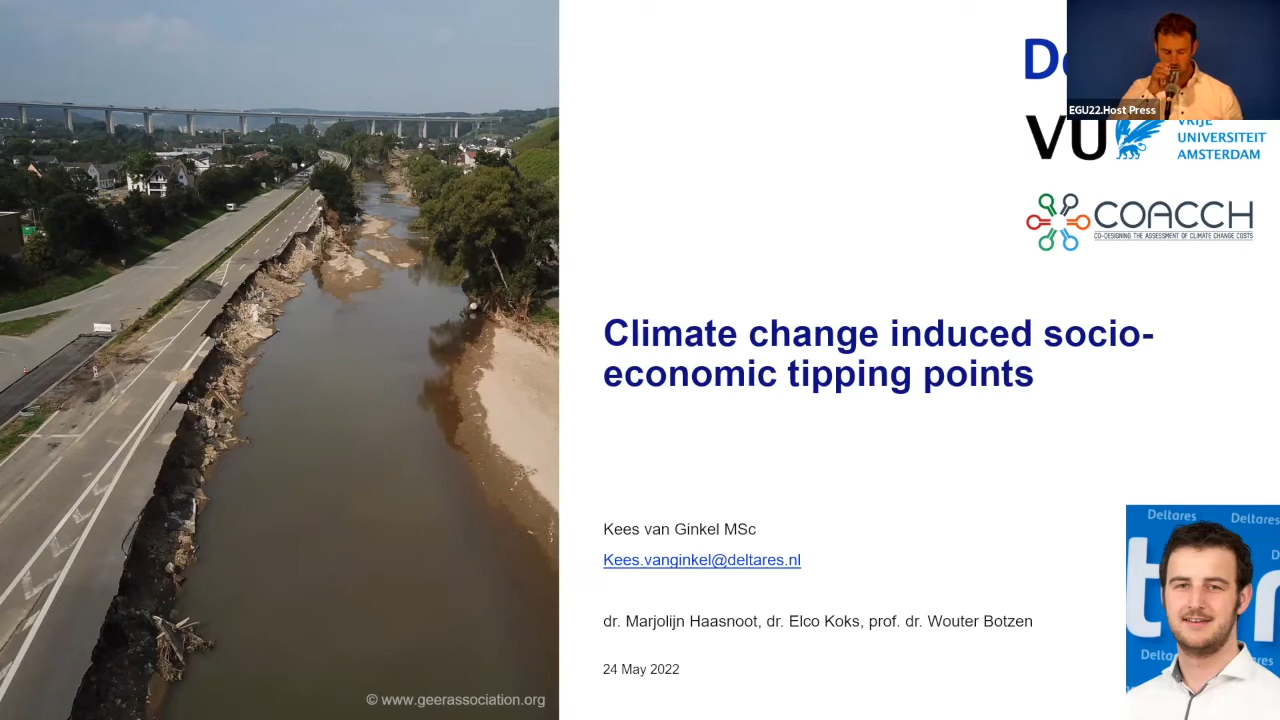 EGU22.Host Press
VU
VRIJE
UNIVERSITEIT
AMSTERDAM
COACCH
CO-DESIGNING THE ASSESSMENT OF CLIMATE CHANGE COSTS
Climate change induced socio-
economic tipping points
Kees van Ginkel MSc
Kees.vanginkel@deltares.nl
dr. Marjolijn Haasnoot, dr. Elco Koks, prof. dr. Wouter Botzen
24 May 2022
© www.geerassociation.org
Deltares
Deltares